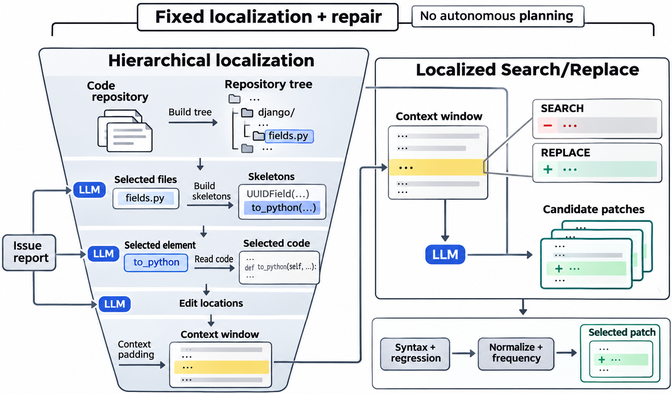 Fixed localization + repair
No autonomous planning
Hierarchical localization
Code
repository
Build tree
Repository tree
...
django/
...
fields.py
...
LLM
Selected files
fields.py
Build
skeletons
Skeletons
UUIDField(...)
to_python(...)
Issue
report
LLM
Selected element
to_python
Read code
Selected code
...
def to_python(self, ...):
...
LLM
Edit locations
Context
padding
Context window
...
...
...
Localized Search/Replace
Context window
...
...
...
SEARCH
− ...
REPLACE
+ ...
LLM
Candidate patches
...
+ ...
...
Syntax +
regression
Normalize +
frequency
Selected patch
...
+ ...
...